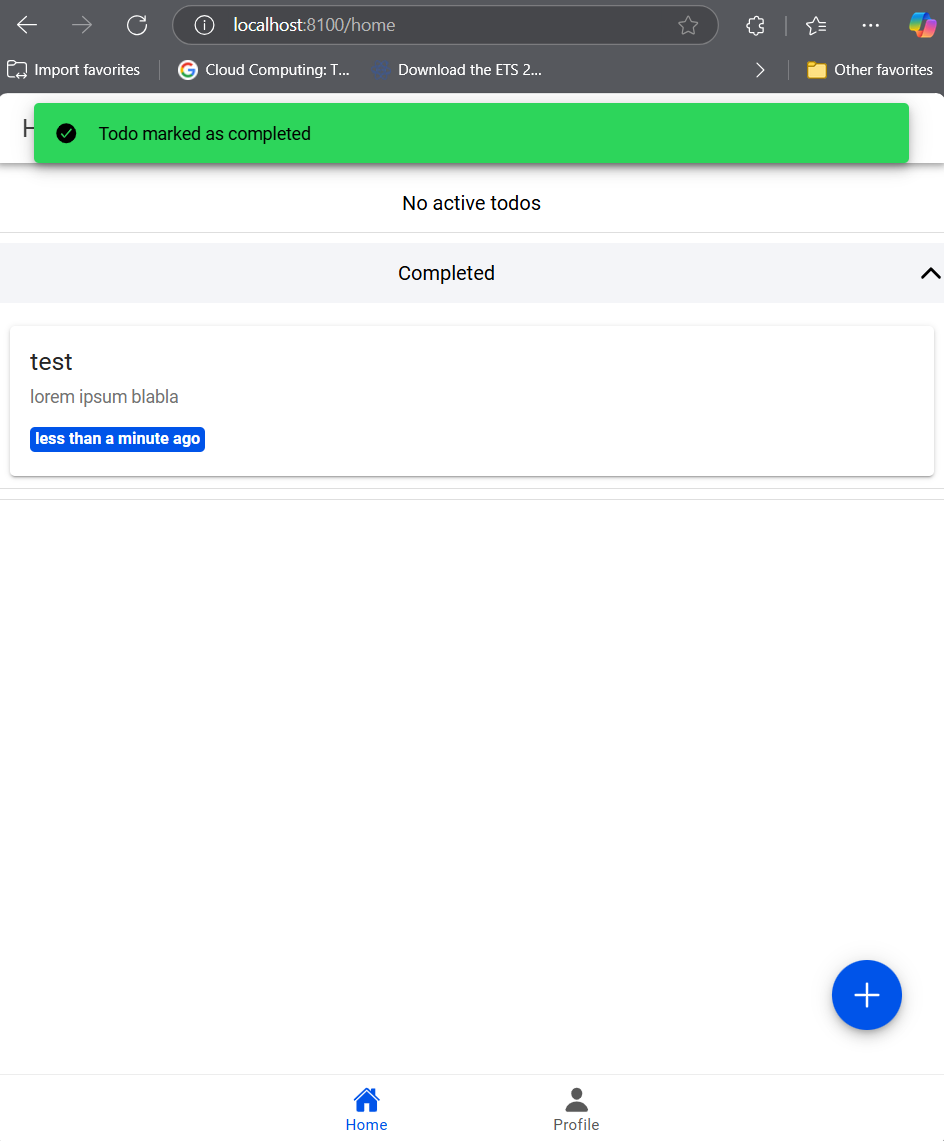 localhost:8100/home
Import favorites
Cloud Computing: T...
Download the ETS 2...
Other favorites
Todo marked as completed
No active todos
Completed
test
lorem ipsum blabla
less than a minute ago
Home
Profile